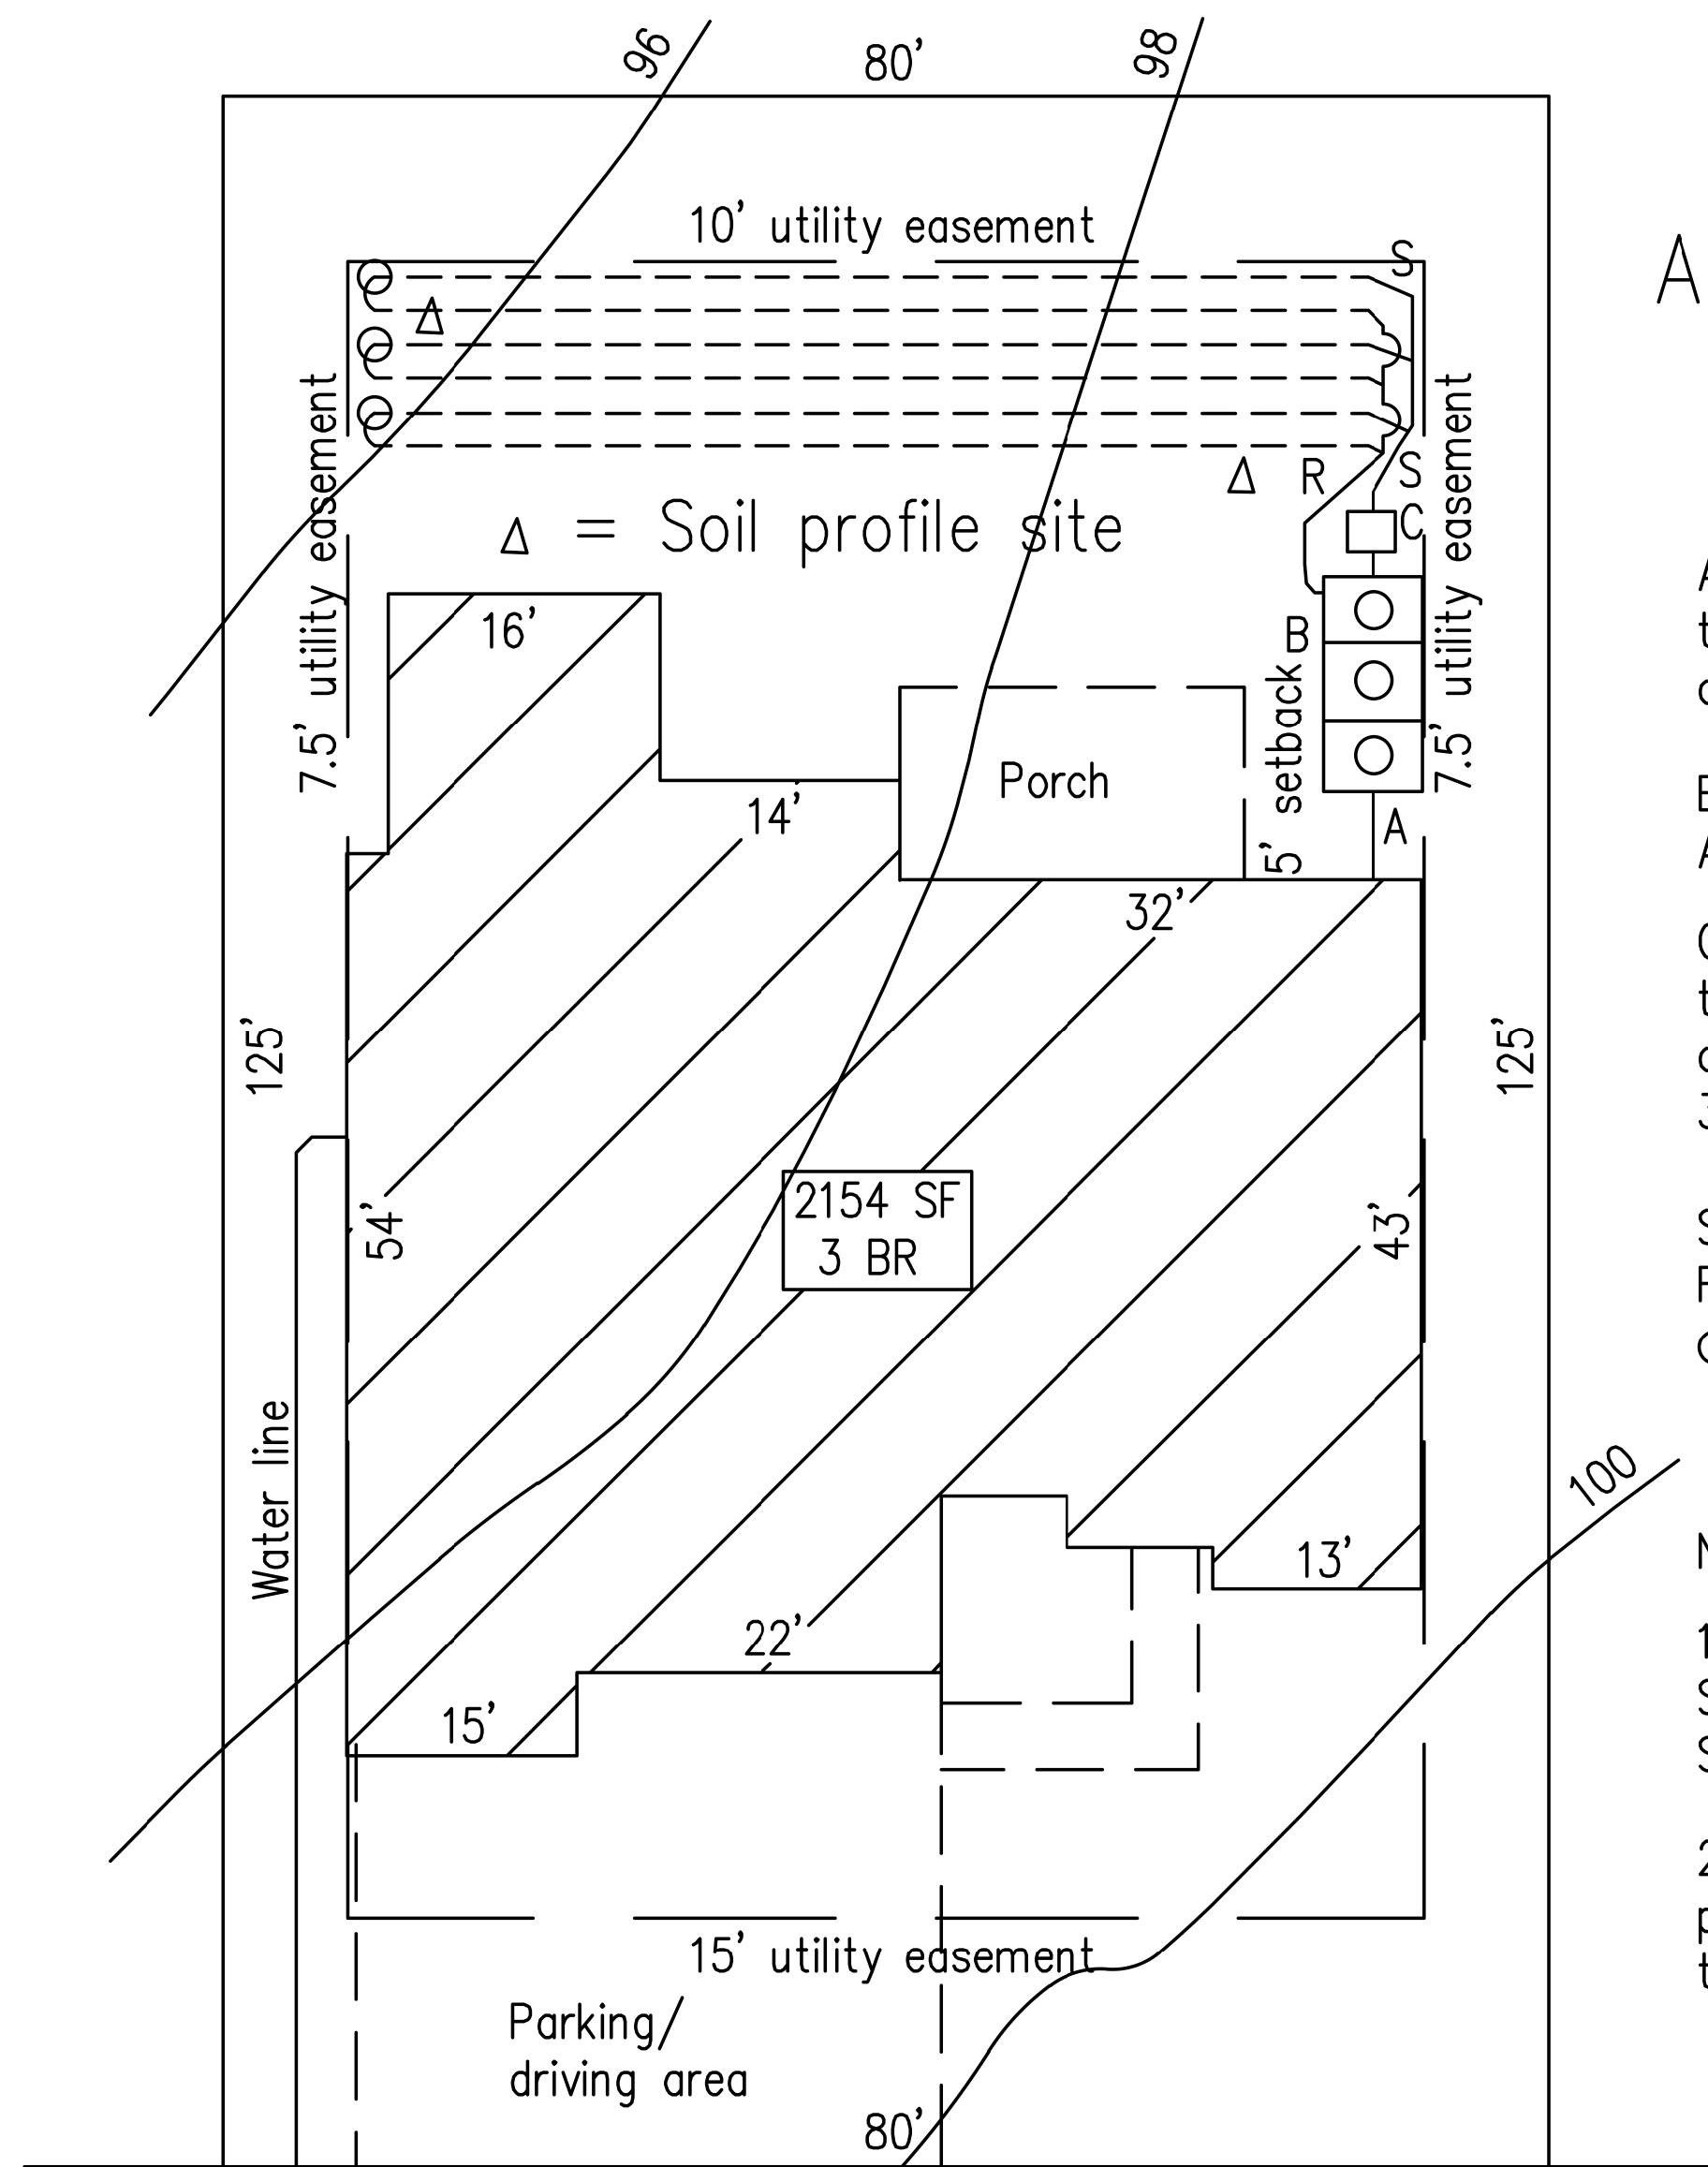 96
80'
98
10' utility easement
S
A
7.5' utility easement
7.5' utility easement
R
S
C
Δ = Soil profile site
16'
B
5' setback
Porch
14'
A
32'
125'
125'
54'
2154 SF
3 BR
43'
Water line
100
13'
22'
15'
15' utility easement
Parking/
driving area
80'